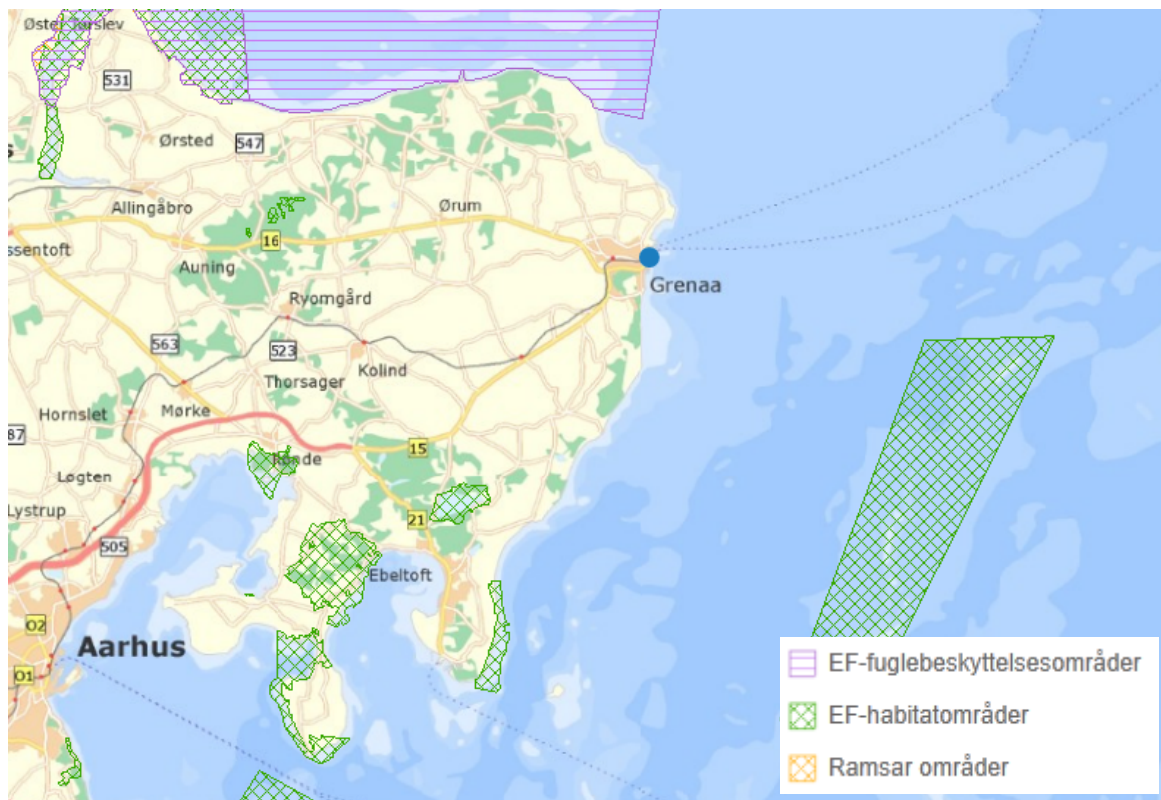 Øster Tørslev
531
Ørsted
547
Allingåbro
Ørum
ssentoft
16
Auning
Grenaa
Ryomgård
563
523
Kolind
Thorsager
Hornslet
Mørke
87
15
Rønde
Løgten
Lystrup
21
505
Ebeltoft
O2
Aarhus
O1
EF-fuglebeskyttelsesområder
EF-habitatområder
Ramsar områder